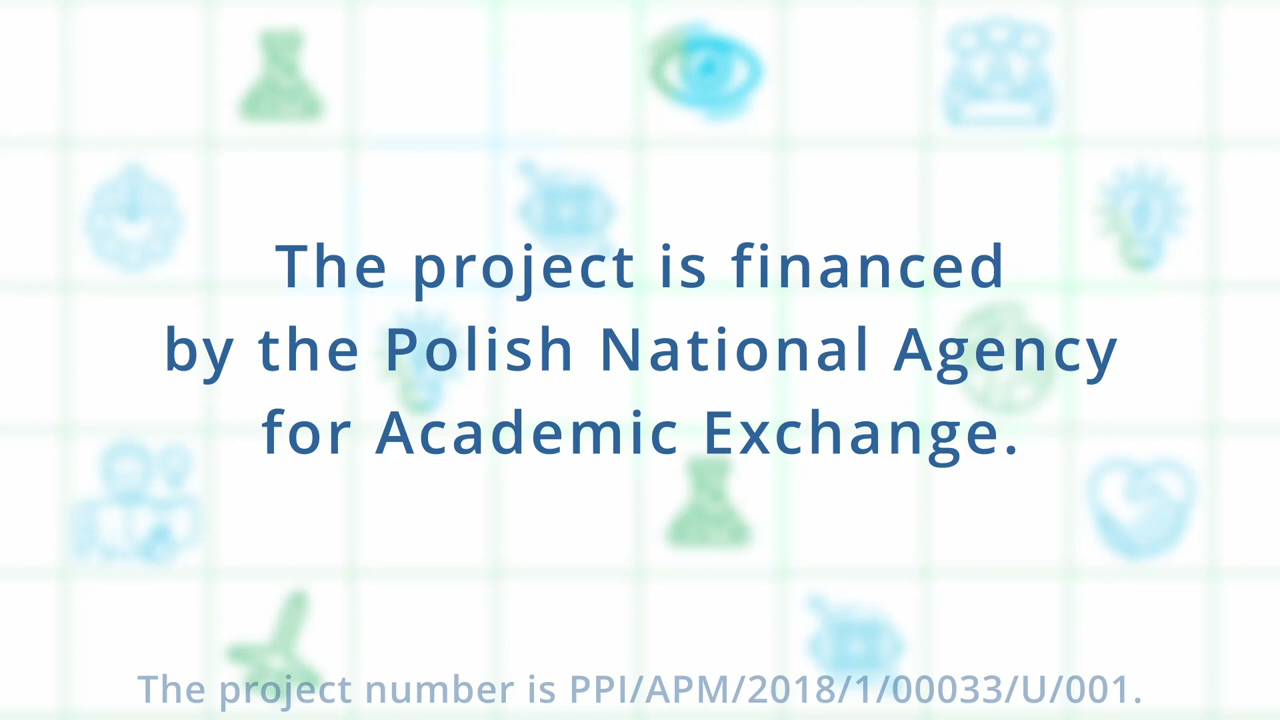 The project is financed
by the Polish National Agency
for Academic Exchange.
The project number is PPI/APM/2018/1/00033/U/001.